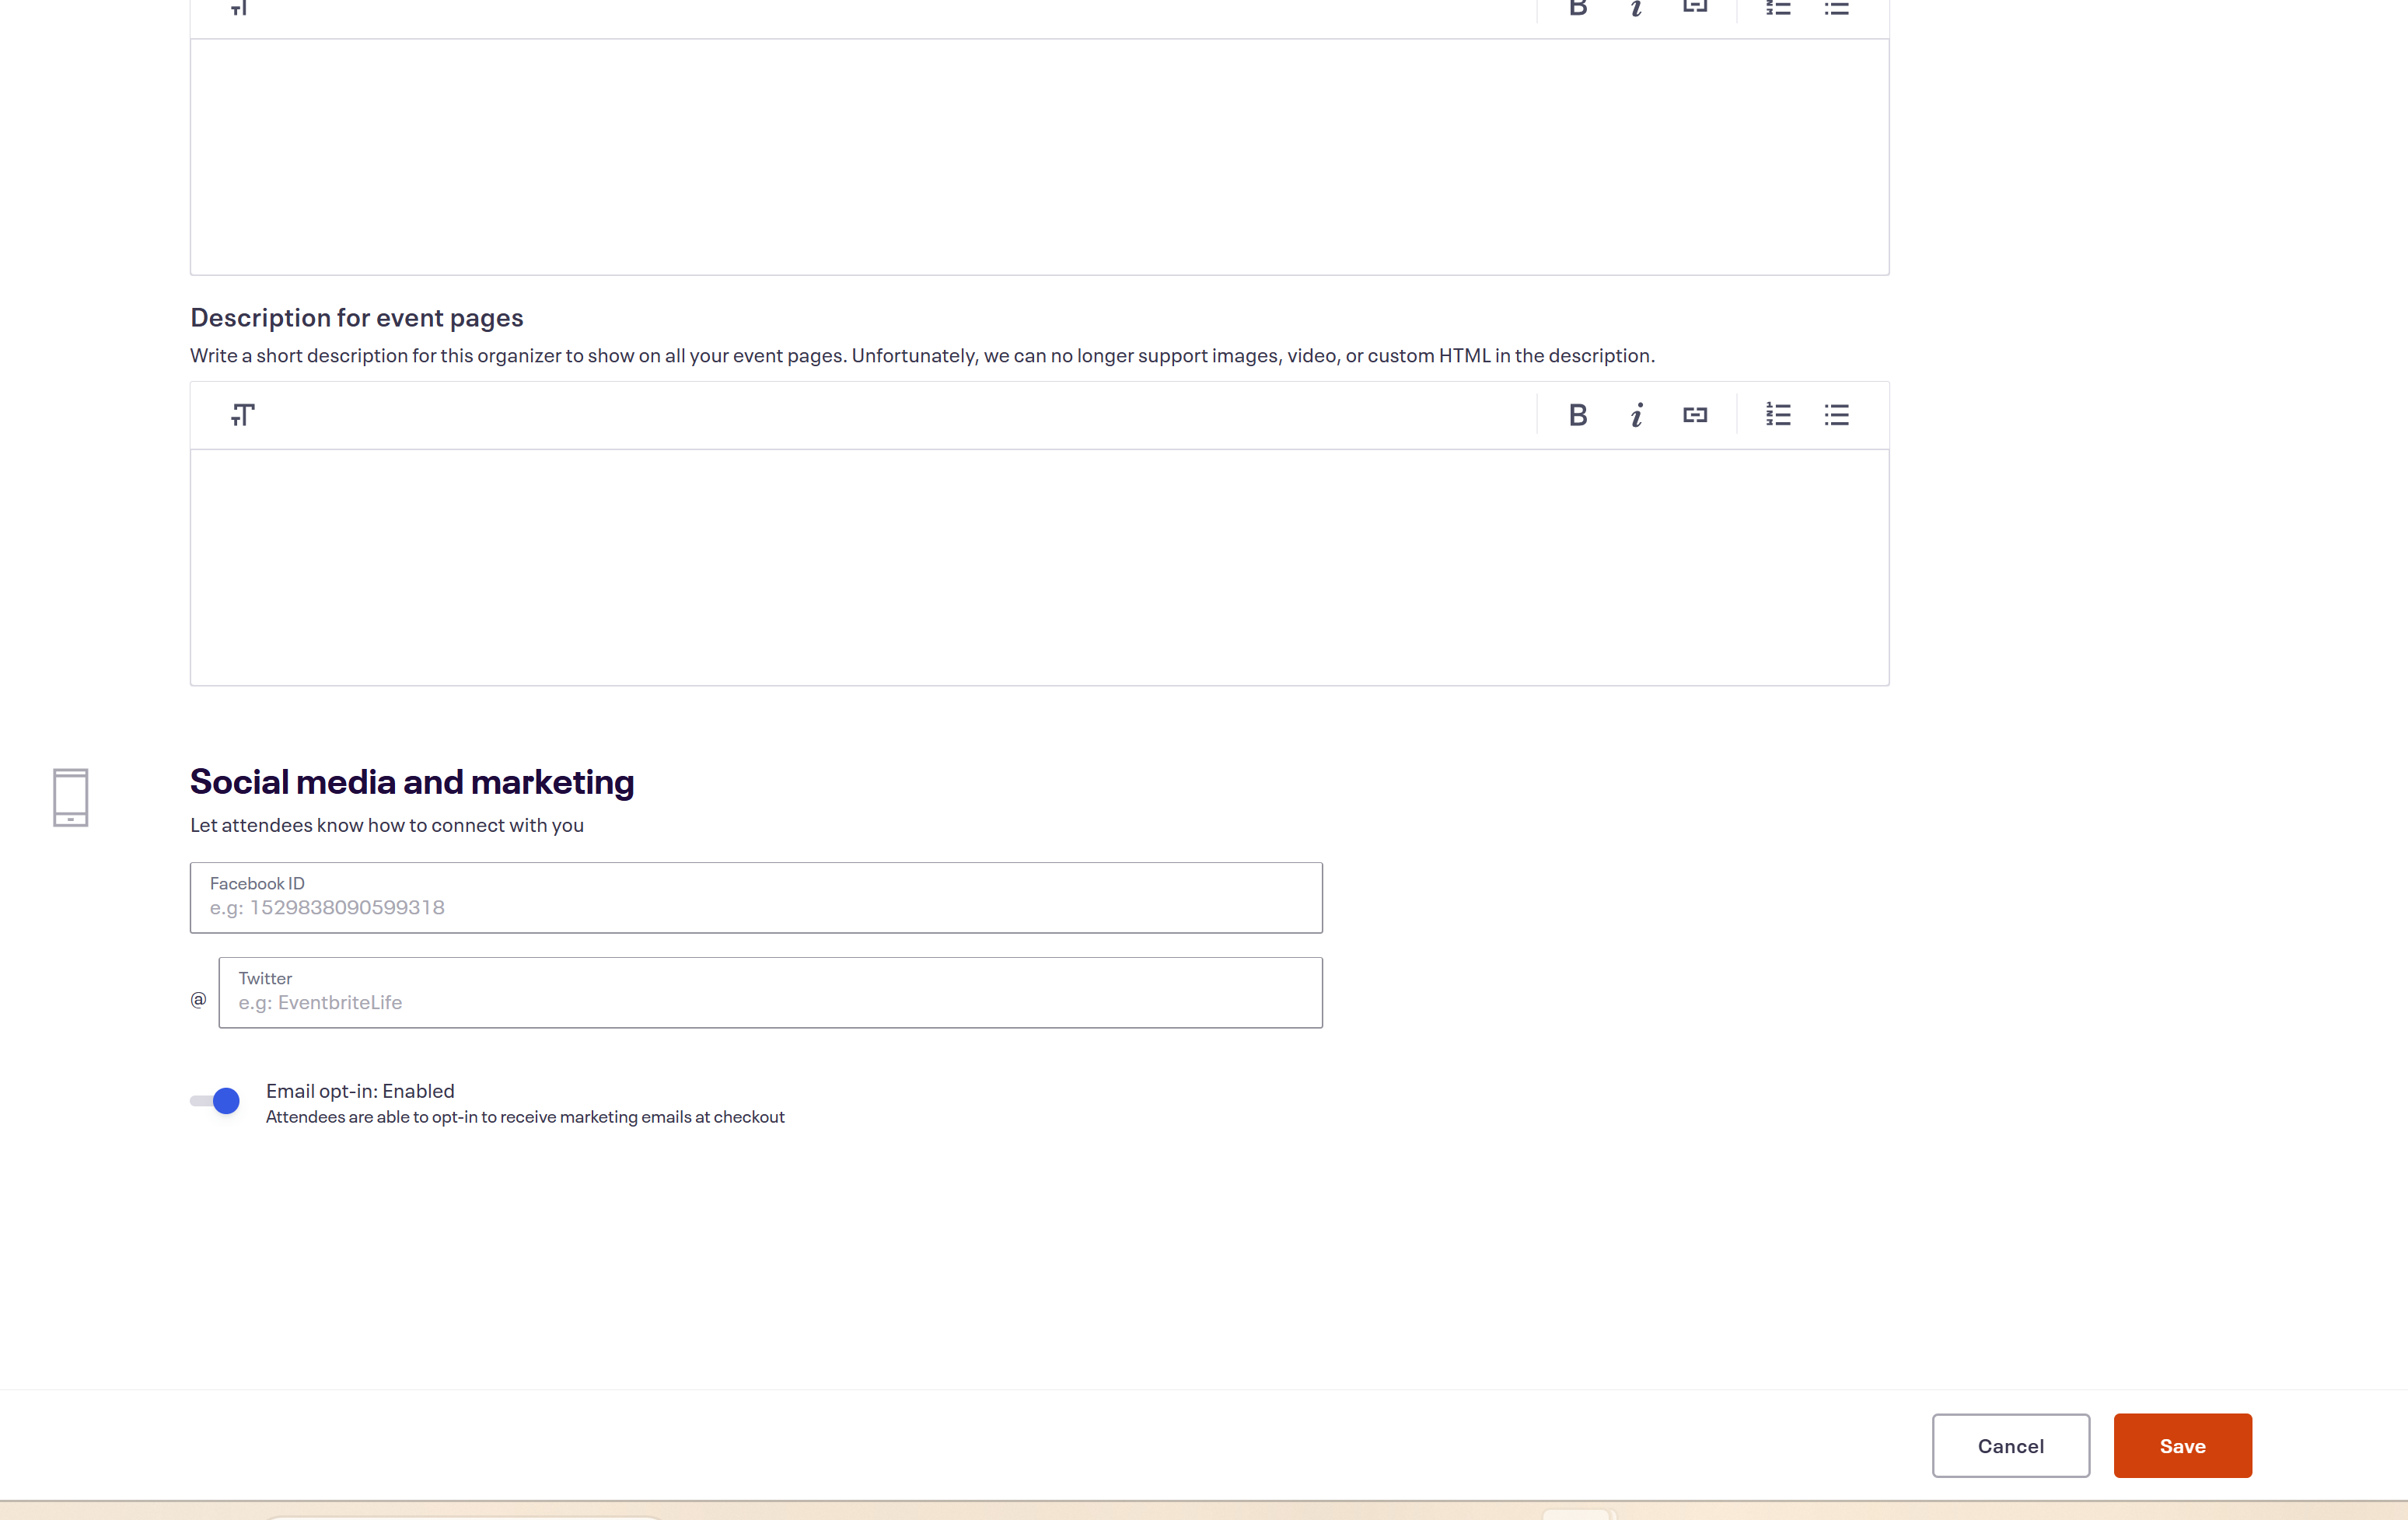 Description for event pages
Write a short description for this organizer to show on all your event pages. Unfortunately, we can no longer support images, video, or custom HTML in the description.
B i
Social media and marketing
Let attendees know how to connect with you
Facebook ID
e.g: 1529838090599318
@
Twitter
e.g: EventbriteLife
Email opt-in: Enabled
Attendees are able to opt-in to receive marketing emails at checkout
Cancel
Save